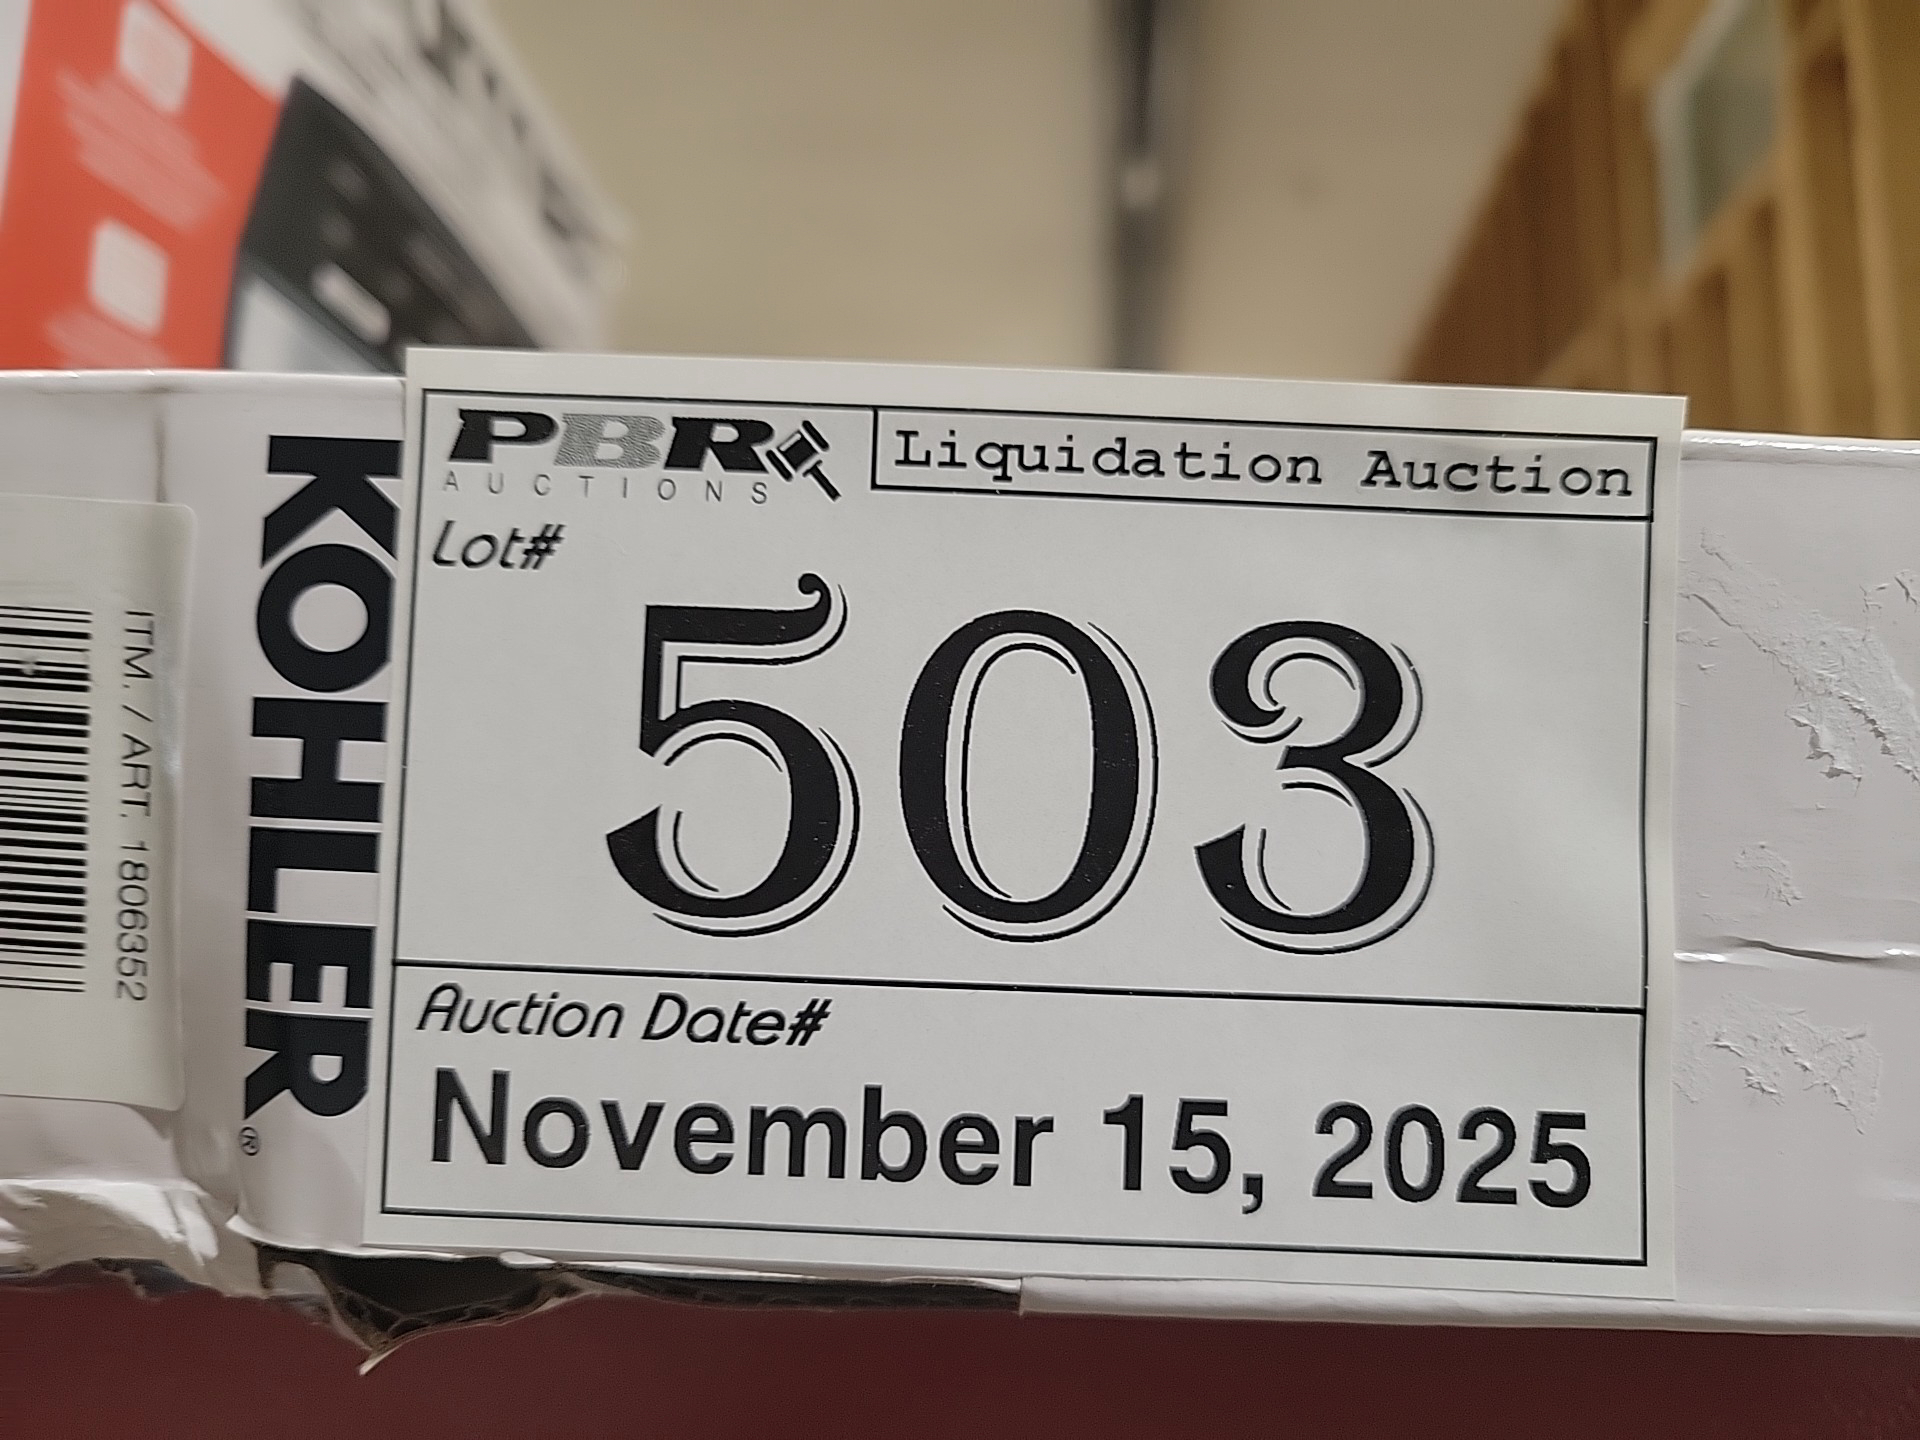 KOHLER®
ITM. / ART. 1806352
PBR
AUCTIONS
Liquidation Auction
Lot#
503
Auction Date#
November 15, 2025